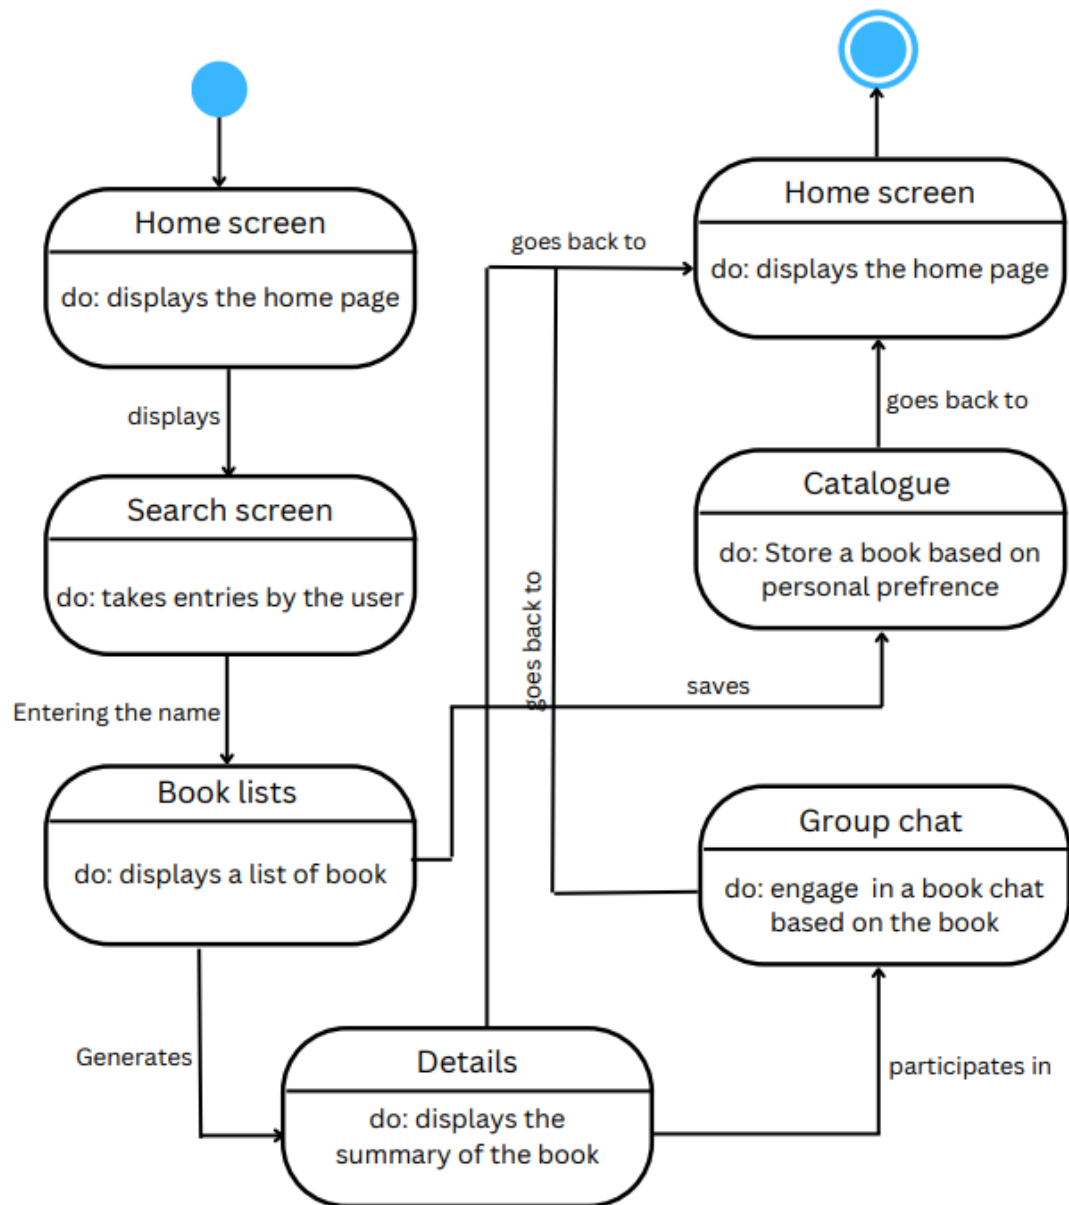 Home screen
do: displays the home page
displays
Search screen
do: takes entries by the user
Entering the name
Book lists
do: displays a list of book
Generates
Details
do: displays the
summary of the book
goes back to
goes back to
saves
Home screen
do: displays the home page
goes back to
Catalogue
do: Store a book based on
personal prefrence
Group chat
do: engage  in a book chat
based on the book
participates in